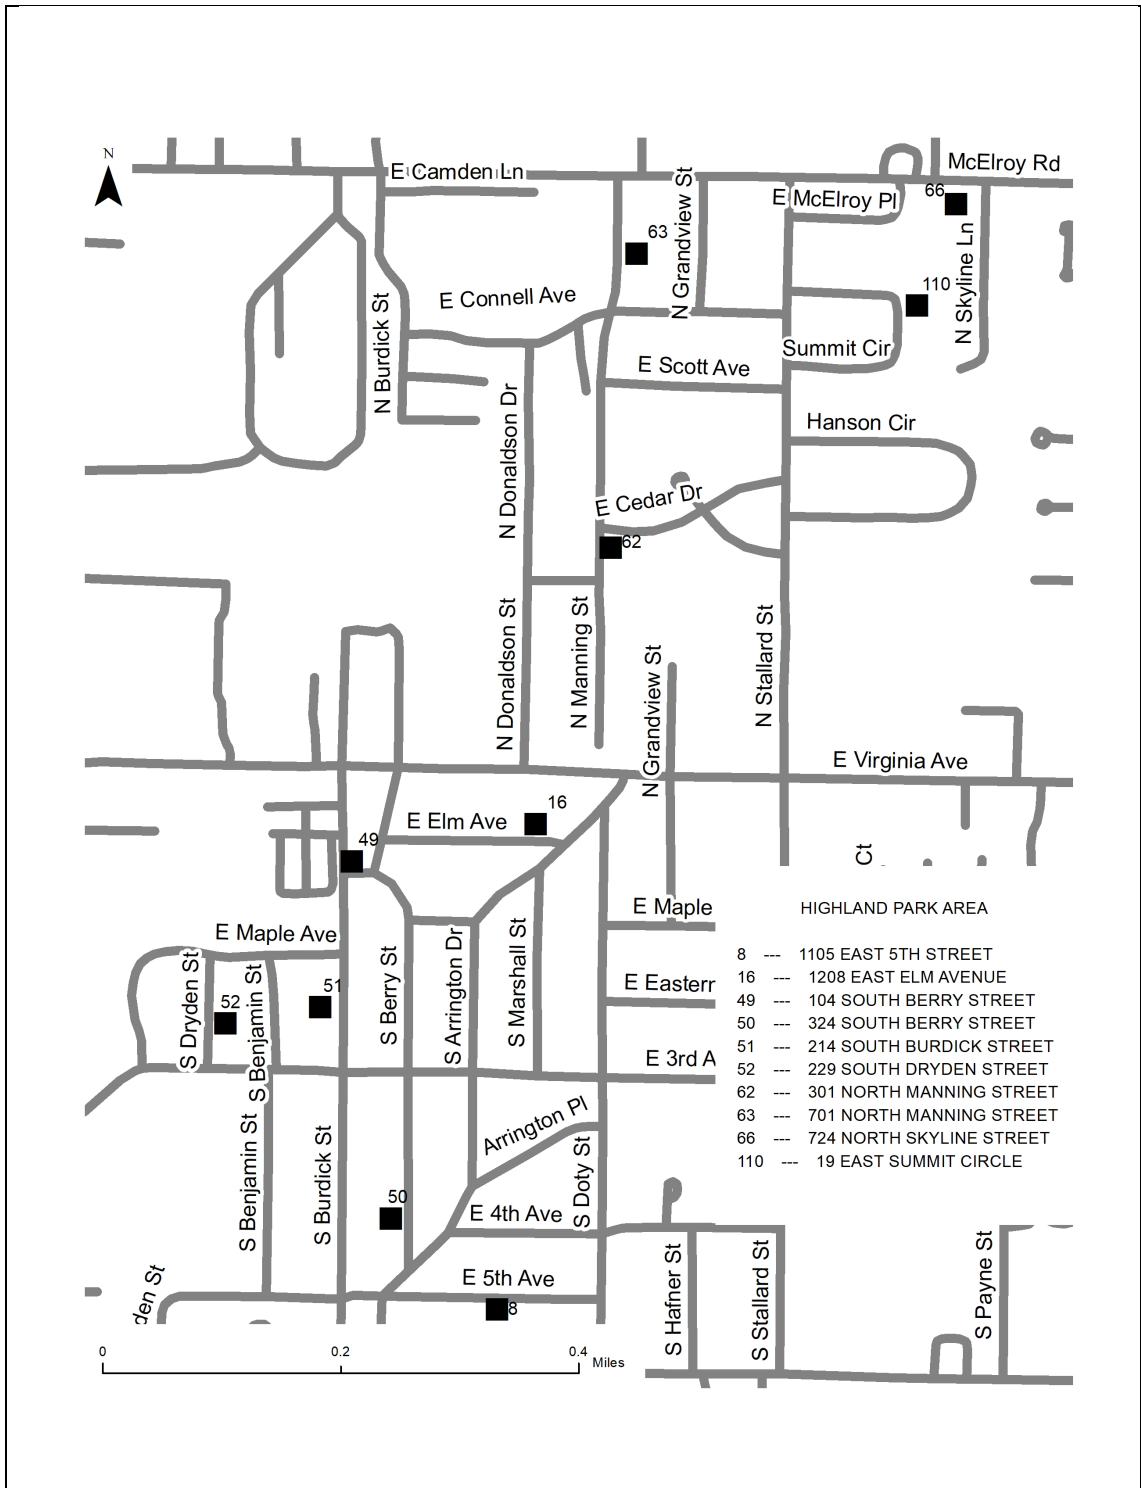 N
E Camden Ln
McElroy Rd
E McElroy Pl
66
63
N Grandview St
N Skyline Ln
110
E Connell Ave
N Burdick St
Summit Cir
E Scott Ave
N Donaldson Dr
Hanson Cir
E Cedar Dr
62
N Donaldson St
N Manning St
N Grandview St
N Stallard St
E Virginia Ave
16
E Elm Ave
49
Ct
E Maple
HIGHLAND PARK AREA
8 --- 1105 EAST 5TH STREET
16 --- 1208 EAST ELM AVENUE
49 --- 104 SOUTH BERRY STREET
50 --- 324 SOUTH BERRY STREET
51 --- 214 SOUTH BURDICK STREET
52 --- 229 SOUTH DRYDEN STREET
62 --- 301 NORTH MANNING STREET
63 --- 701 NORTH MANNING STREET
66 --- 724 NORTH SKYLINE STREET
110 --- 19 EAST SUMMIT CIRCLE
E Maple Ave
S Dryden St
52
S Benjamin St
51
S Berry St
S Arrington Dr
S Marshall St
E Eastern
E 3rd A
Arrington Pl
S Benjamin St
S Burdick St
50
E 4th Ave
S Doty St
E 5th Ave
8
den St
S Hafner St
S Stallard St
S Payne St
0 0.2 0.4 Miles